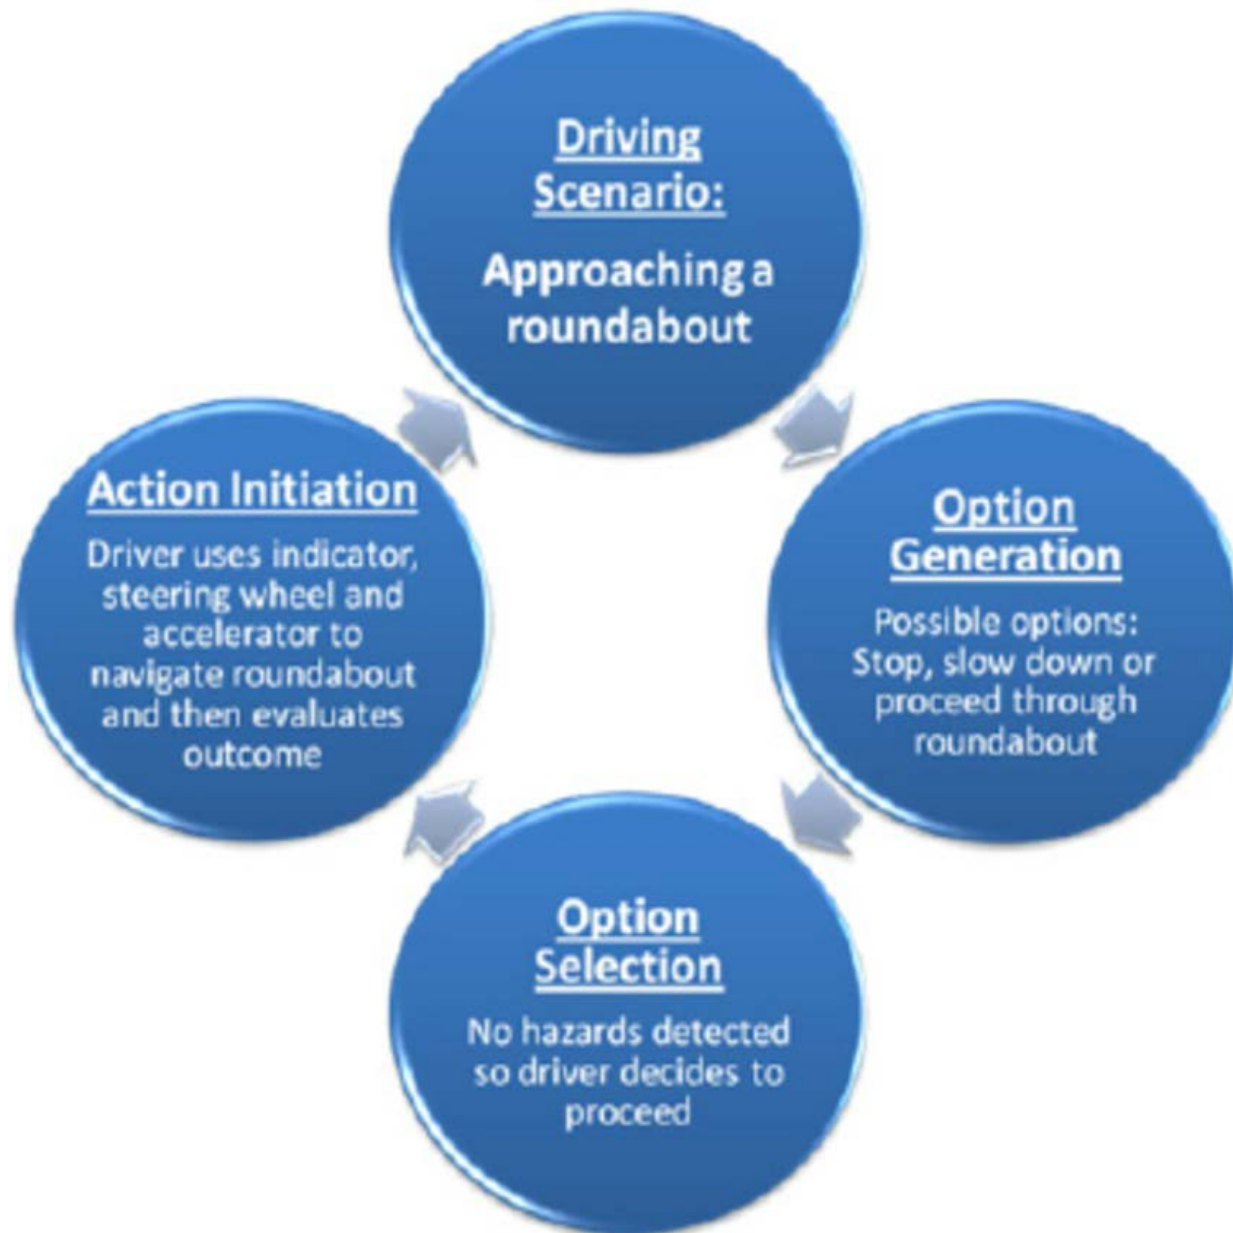 Driving
Scenario:
Approaching a
roundabout
Option
Generation
Possible options:
Stop, slow down or
proceed through
roundabout
Option
Selection
No hazards detected
so driver decides to
proceed
Action Initiation
Driver uses indicator,
steering wheel and
accelerator to
navigate roundabout
and then evaluates
outcome